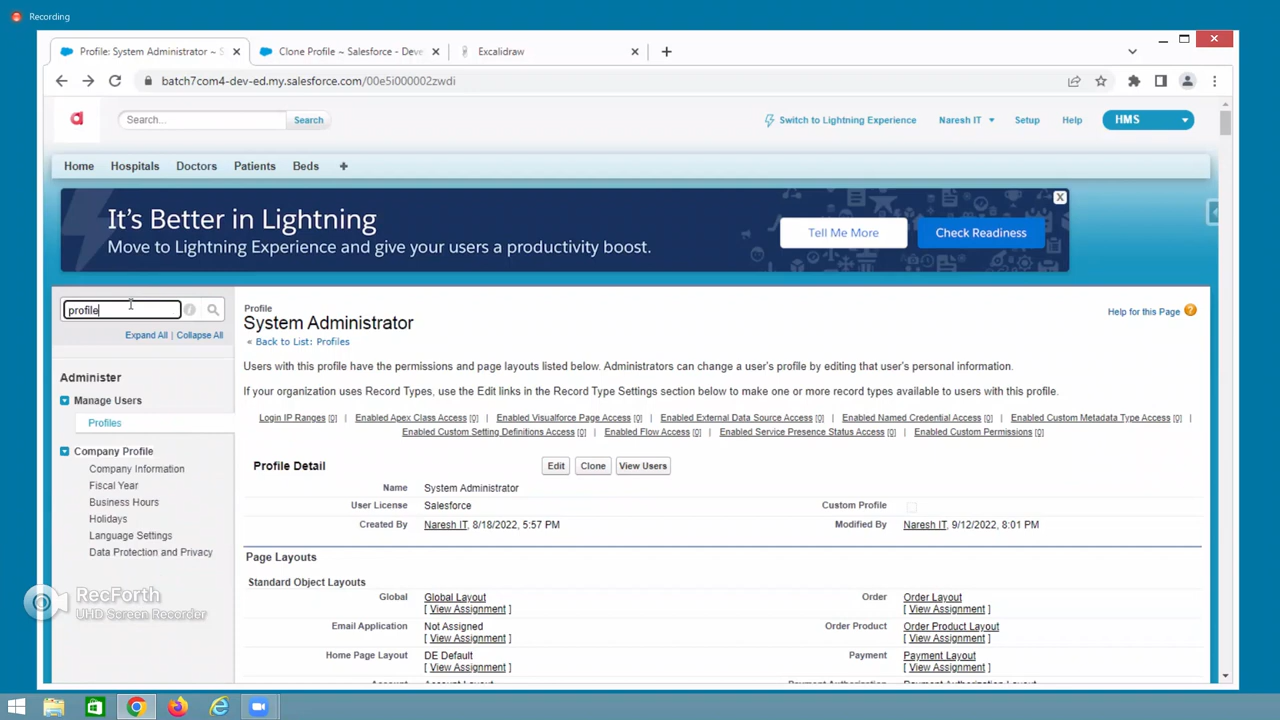 Recording
Profile: System Administrator ~ S
Clone Profile ~ Salesforce - Deve
Excalidraw
batch7com4-dev-ed.my.salesforce.com/00e5i000002zwdi
Search...
Search
Switch to Lightning Experience
Naresh IT
Setup
Help
HMS
Home
Hospitals
Doctors
Patients
Beds
It's Better in Lightning
Move to Lightning Experience and give your users a productivity boost.
Tell Me More
Check Readiness
X
profile
Expand All | Collapse All
Administer
Manage Users
Profiles
Company Profile
Company Information
Fiscal Year
Business Hours
Holidays
Language Settings
Data Protection and Privacy
Profile
System Administrator
« Back to List: Profiles
Help for this Page
Users with this profile have the permissions and page layouts listed below. Administrators can change a user's profile by editing that user's personal information.
If your organization uses Record Types, use the Edit links in the Record Type Settings section below to make one or more record types available to users with this profile.
Login IP Ranges [0] | Enabled Apex Class Access [0] | Enabled Visualforce Page Access [0] | Enabled External Data Source Access [0] | Enabled Named Credential Access [0] | Enabled Custom Metadata Type Access [0]
Enabled Custom Setting Definitions Access [0] | Enabled Flow Access [0] | Enabled Service Presence Status Access [0] | Enabled Custom Permissions [0]
Profile Detail
Edit
Clone
View Users
Name System Administrator
User License Salesforce
Custom Profile
Created By Naresh IT, 8/18/2022, 5:57 PM
Modified By Naresh IT, 9/12/2022, 8:01 PM
Page Layouts
Standard Object Layouts
Global Global Layout
[ View Assignment ]
Order Order Layout
[ View Assignment ]
Email Application Not Assigned
[ View Assignment ]
Order Product Order Product Layout
[ View Assignment ]
Home Page Layout DE Default
[ View Assignment ]
Payment Payment Layout
[ View Assignment ]
RecForth
UHD Screen Recorder